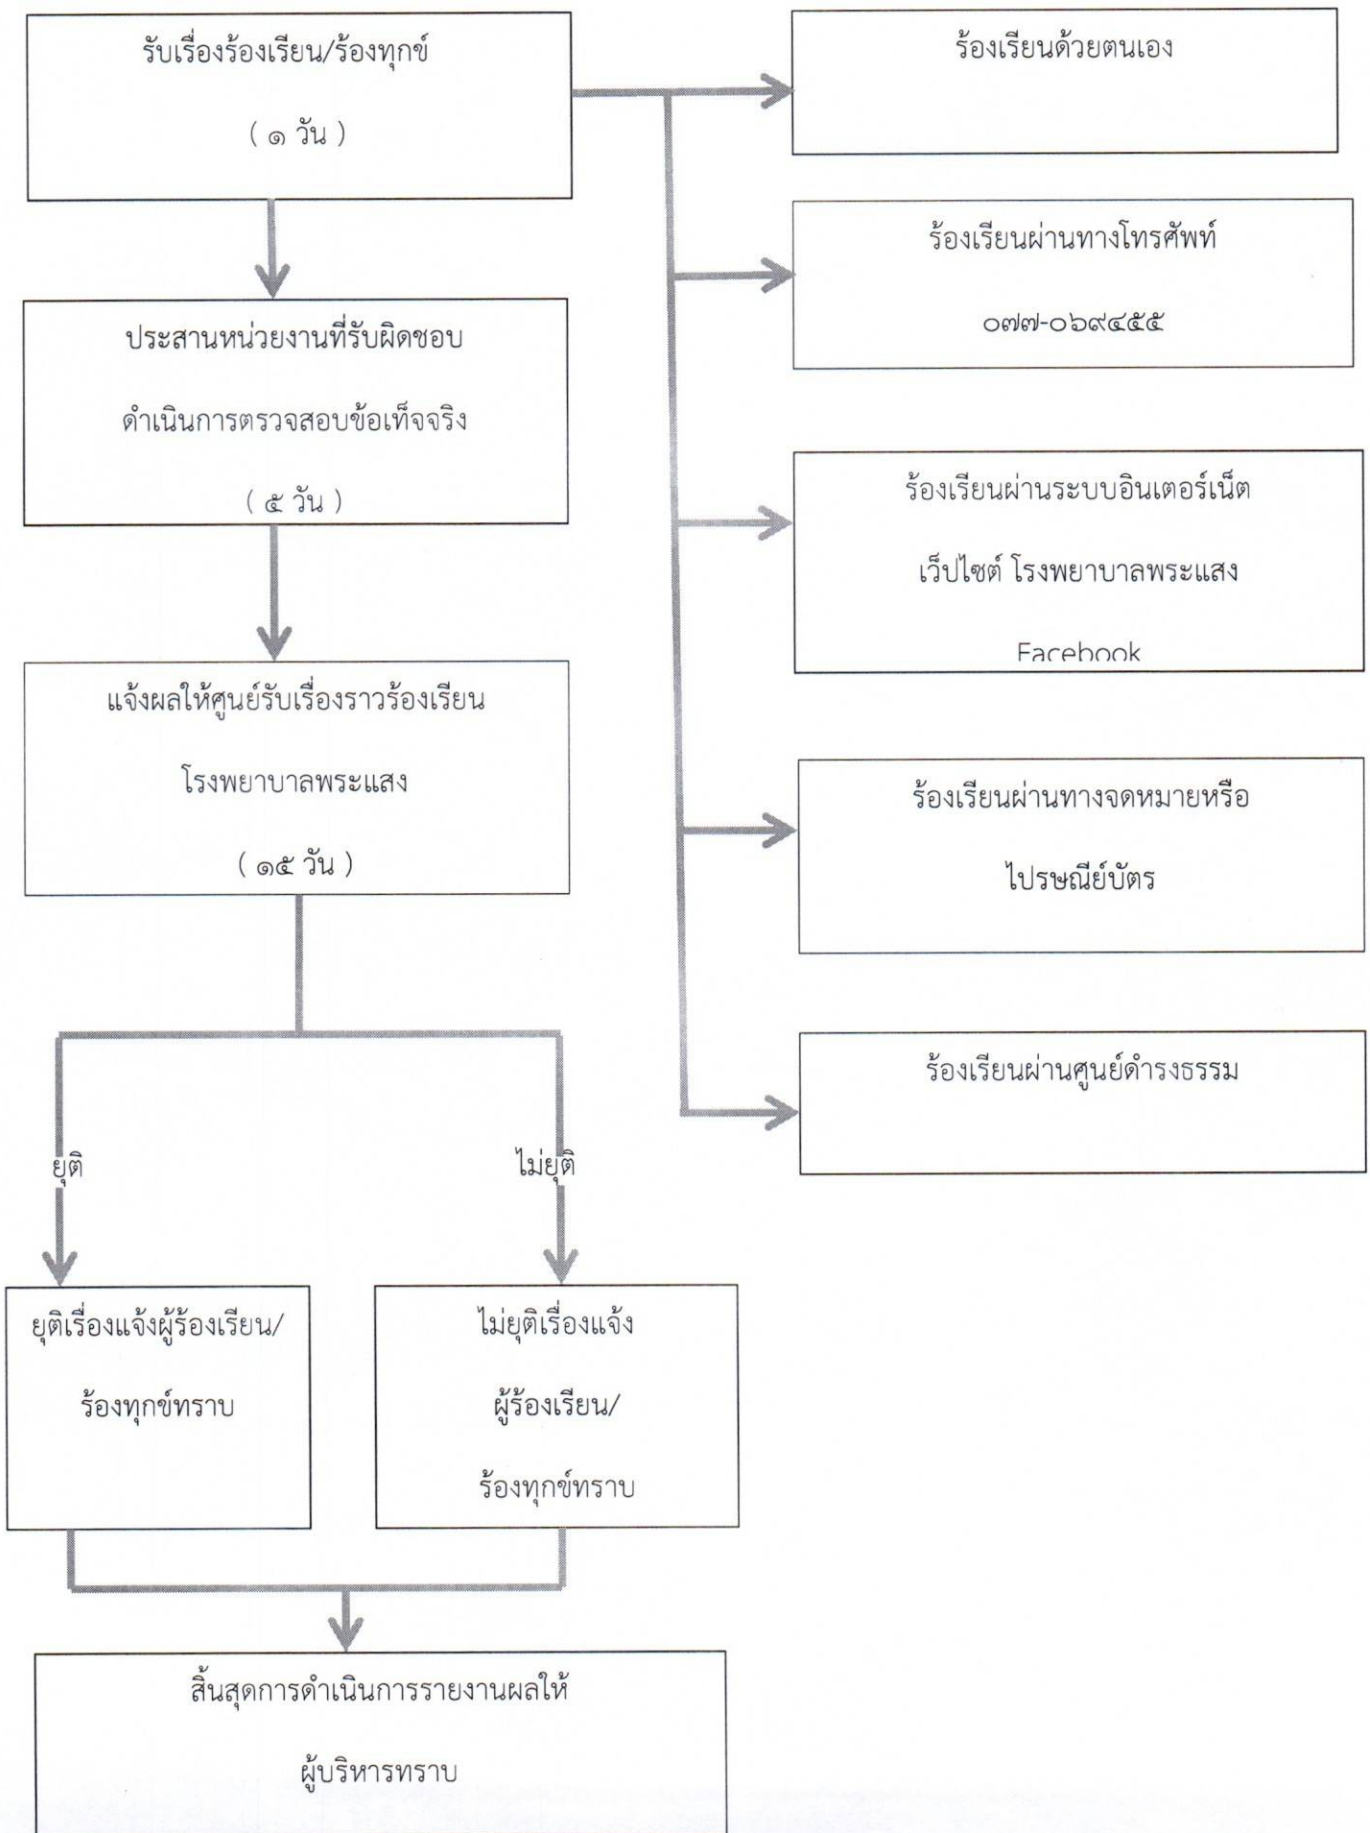 รับเรื่องร้องเรียน/ร้องทุกข์
( ๑ วัน )
ประสานหน่วยงานที่รับผิดชอบ
ดำเนินการตรวจสอบข้อเท็จจริง
( ๕ วัน )
แจ้งผลให้ศูนย์รับเรื่องราวร้องเรียน
โรงพยาบาลพระแสง
( ๑๕ วัน )
ยุติ
ไม่ยุติ
ยุติเรื่องแจ้งผู้ร้องเรียน/
ร้องทุกข์ทราบ
ไม่ยุติเรื่องแจ้ง
ผู้ร้องเรียน/
ร้องทุกข์ทราบ
สิ้นสุดการดำเนินการรายงานผลให้
ผู้บริหารทราบ
ร้องเรียนด้วยตนเอง
ร้องเรียนผ่านทางโทรศัพท์
๐๗๗-๐๖๙๔๕๕
ร้องเรียนผ่านระบบอินเตอร์เน็ต
เว็ปไซต์ โรงพยาบาลพระแสง
Facebook
ร้องเรียนผ่านทางจดหมายหรือ
ไปรษณีย์บัตร
ร้องเรียนผ่านศูนย์ดำรงธรรม